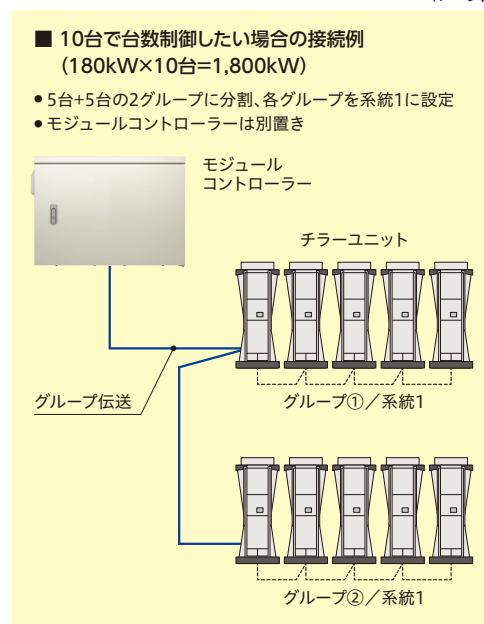 ■ 10台で台数制御したい場合の接続例
(180kW×10台=1,800kW)
● 5台+5台の2グループに分割、各グループを系統1に設定
● モジュールコントローラーは別置き
モジュール
コントローラー
チラーユニット
グループ伝送
グループ①／系統1
グループ②／系統1